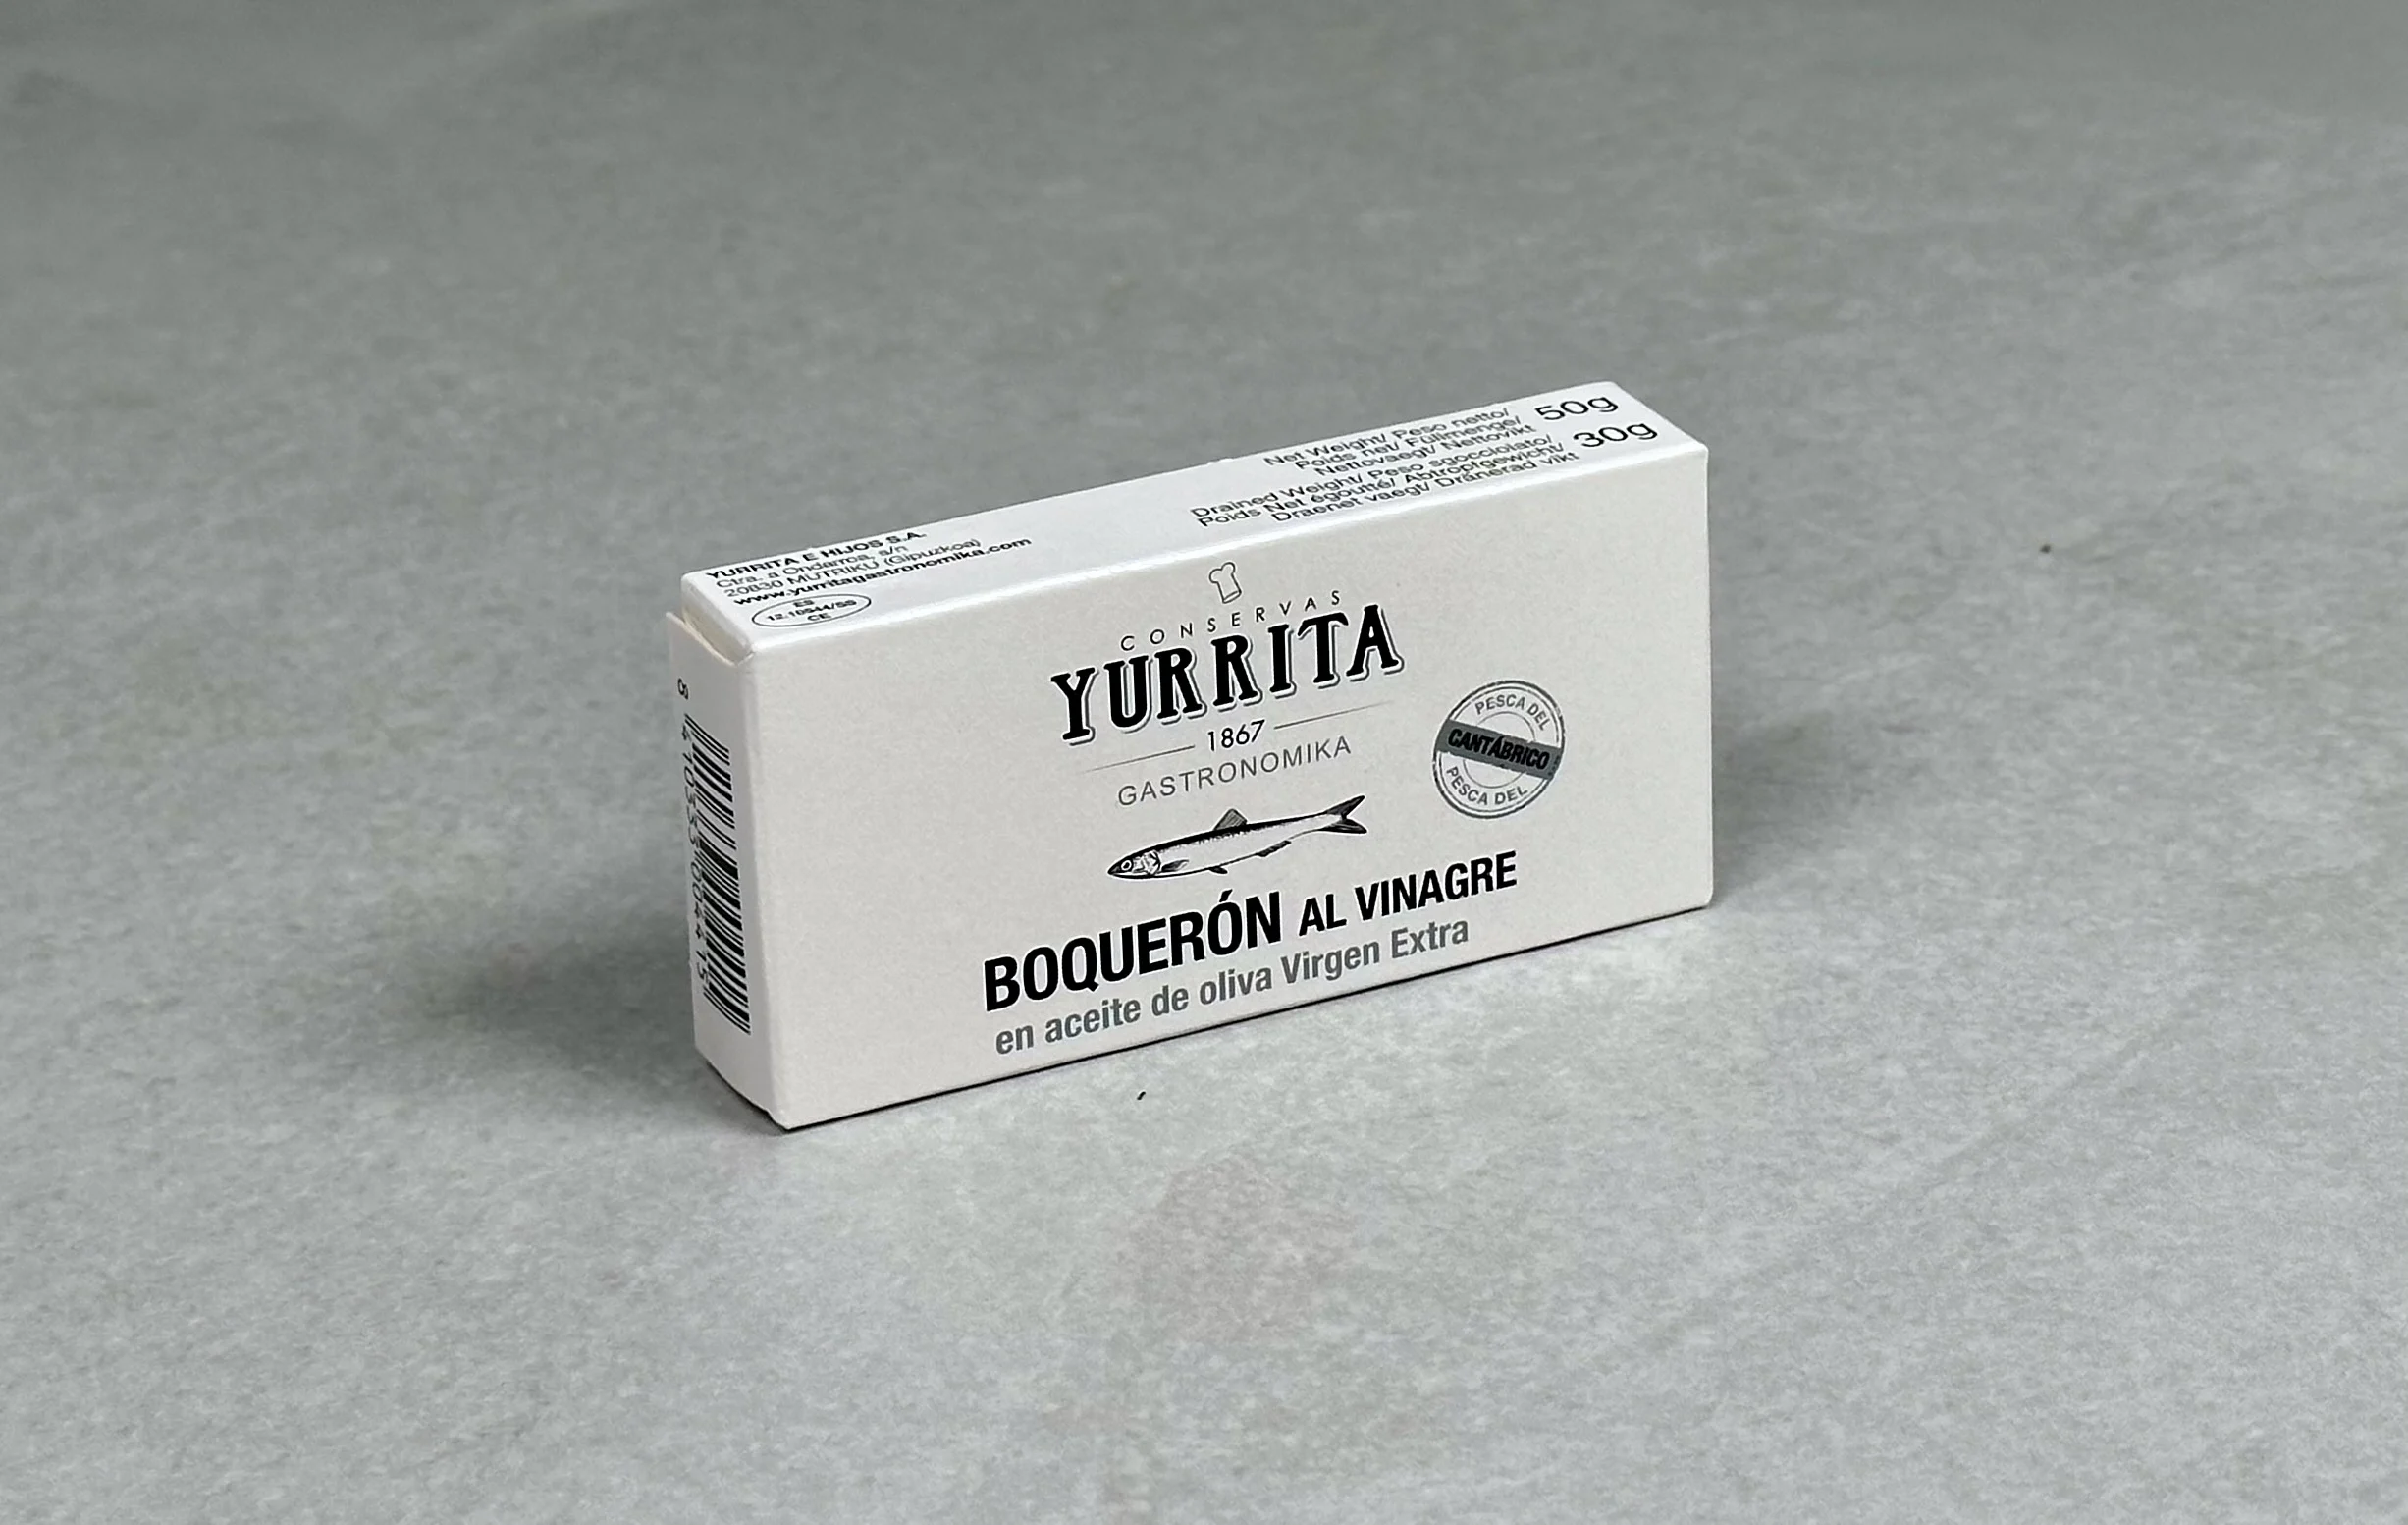 YURRITA E HIJOS S.A.
Ctra. a Ondarroa, s/n
20830 MUTRIKU (Gipuzkoa)
www.yurritagastronomika.com
ES
12.10544/SS
CE
Net Weight/ Peso netto/
Poids net/ Füllmenge/
Nettovaegt/ Nettovikt
50g
Drained Weight/ Peso sgocciolato/
Poids Net égoutté/ Abtropfgewicht/
Draenet vaegt/ Dränerad vikt
30g
CONSERVAS
YURRITA
1867
GASTRONOMIKA
PESCA DEL
CANTÁBRICO
PESCA DEL
BOQUERÓN AL VINAGRE
en aceite de oliva Virgen Extra